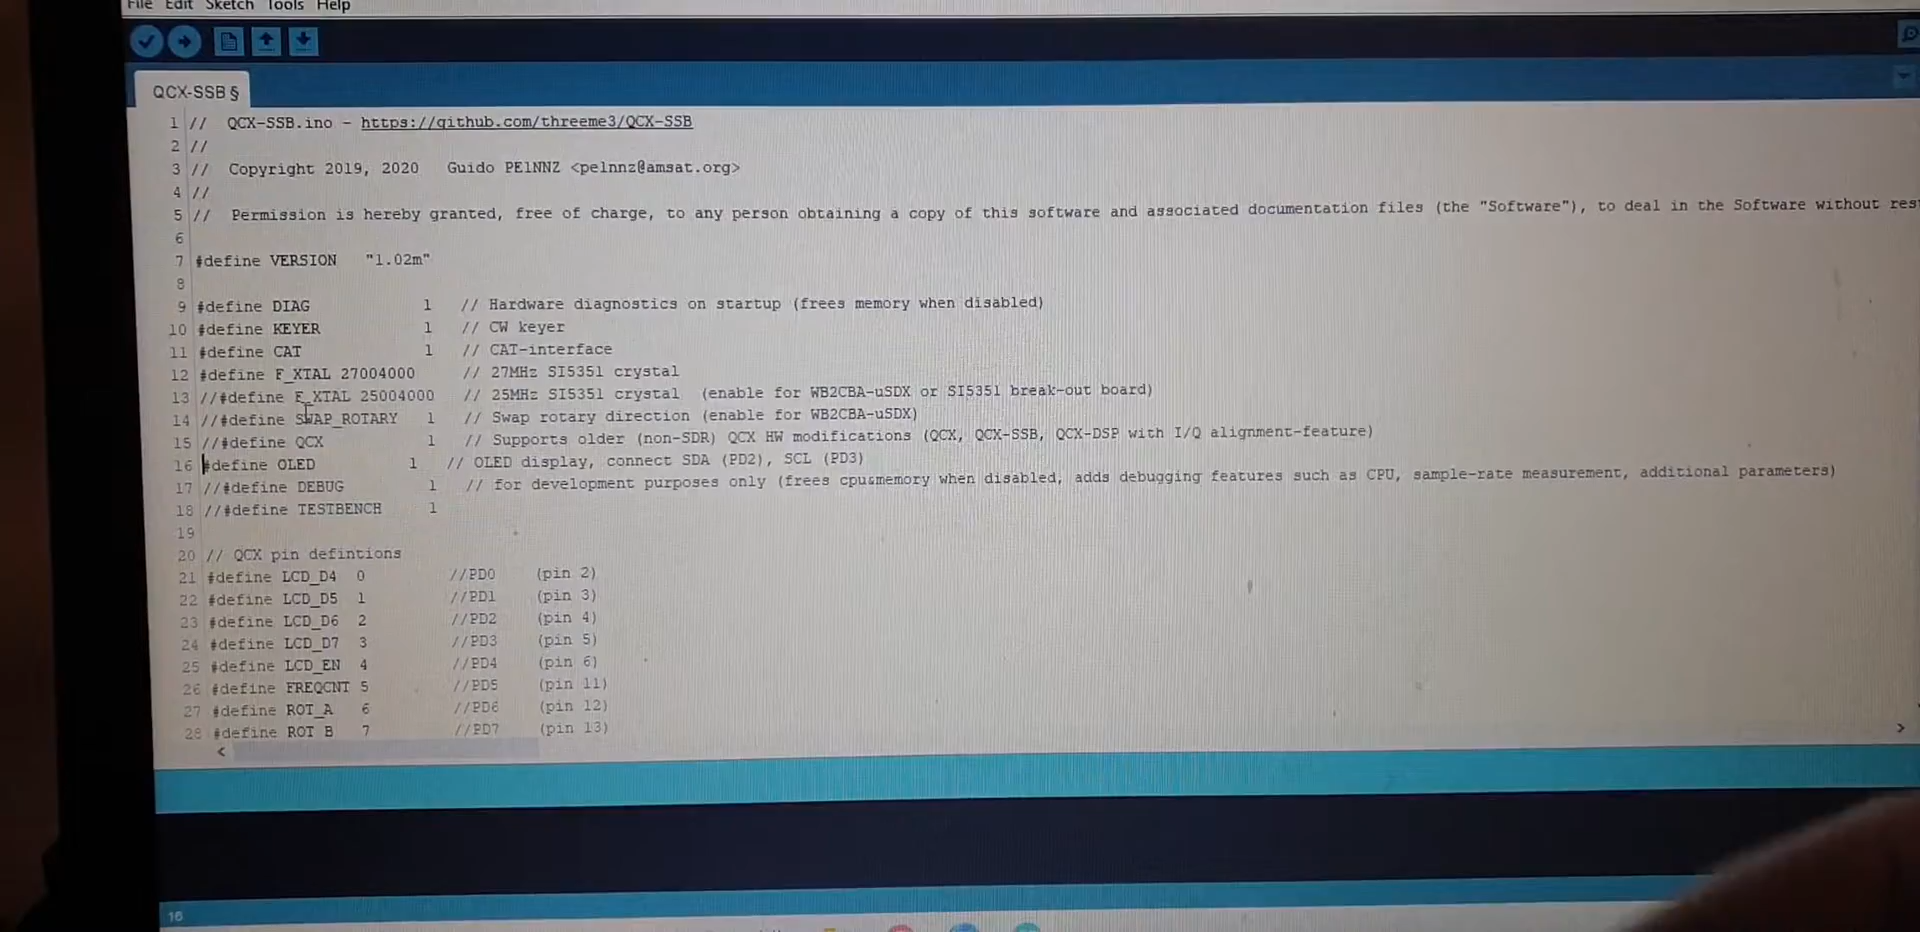 File Edit Sketch Tools Help
QCX-SSB §
1 // QCX-SSB.ino - https://github.com/threeme3/QCX-SSB
2 //
3 // Copyright 2019, 2020 Guido PE1NNZ <pe1nnz@amsat.org>
4 //
5 // Permission is hereby granted, free of charge, to any person obtaining a copy of this software and associated documentation files (the "Software"), to deal in the Software without res
6
7 #define VERSION "1.02m"
8
9 #define DIAG 1 // Hardware diagnostics on startup (frees memory when disabled)
10 #define KEYER 1 // CW keyer
11 #define CAT 1 // CAT-interface
12 #define F_XTAL 27004000 // 27MHz SI5351 crystal
13 //#define F_XTAL 25004000 // 25MHz SI5351 crystal (enable for WB2CBA-uSDX or SI5351 break-out board)
14 //#define SWAP_ROTARY 1 // Swap rotary direction (enable for WB2CBA-uSDX)
15 //#define QCX 1 // Supports older (non-SDR) QCX HW modifications (QCX, QCX-SSB, QCX-DSP with I/Q alignment-feature)
16 #define OLED 1 // OLED display, connect SDA (PD2), SCL (PD3)
17 //#define DEBUG 1 // for development purposes only (frees cpu&memory when disabled, adds debugging features such as CPU, sample-rate measurement, additional parameters)
18 //#define TESTBENCH 1
19
20 // QCX pin defintions
21 #define LCD_D4 0 //PD0 (pin 2)
22 #define LCD_D5 1 //PD1 (pin 3)
23 #define LCD_D6 2 //PD2 (pin 4)
24 #define LCD_D7 3 //PD3 (pin 5)
25 #define LCD_EN 4 //PD4 (pin 6)
26 #define FREQCNT 5 //PD5 (pin 11)
27 #define ROT_A 6 //PD6 (pin 12)
28 #define ROT_B 7 //PD7 (pin 13)
16